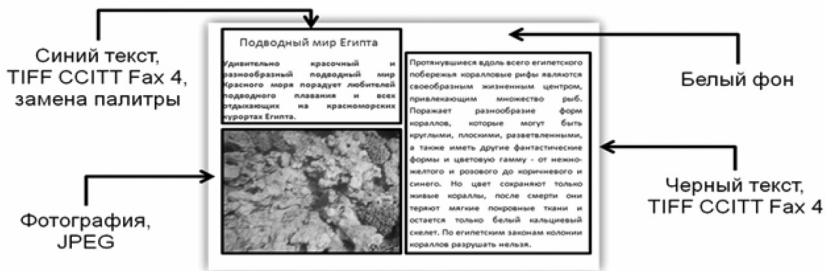 Синий текст,
TIFF CCITT Fax 4,
замена палитры
Фотография,
JPEG
Подводный мир Египта
Удивительно красочный и
разнообразный подводный мир
Красного моря порадует любителей
подводного плавания и всех
отдыхающих на красноморских
курортах Египта.
Протянувшиеся вдоль всего египетского
побережья коралловые рифы являются
своеобразным жизненным центром,
привлекающим множество рыб.
Поражает разнообразие форм
кораллов, которые могут быть
круглыми, плоскими, разветвленными,
а также иметь другие фантастические
формы и цветовую гамму - от нежно-
желтого и розового до коричневого и
синего. Но цвет сохраняют только
живые кораллы, после смерти они
теряют мягкие покровные ткани и
остается только белый кальциевый
скелет. По египетским законам колонии
кораллов разрушать нельзя.
Белый фон
Черный текст,
TIFF CCITT Fax 4